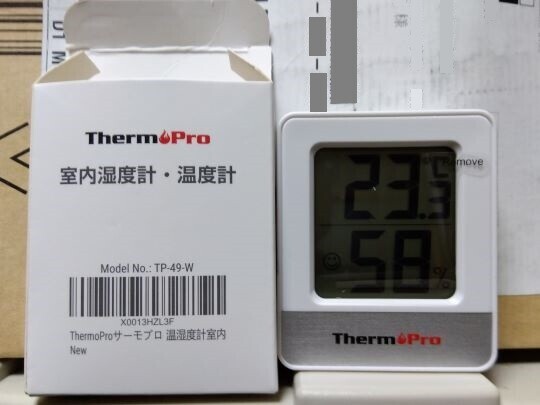 ThermoPro
室内湿度計・温度計
Model No.: TP-49-W
X0013HZL3F
ThermoProサーモプロ 温湿度計室内
New
Remove
23.3°C
58%
ThermoPro